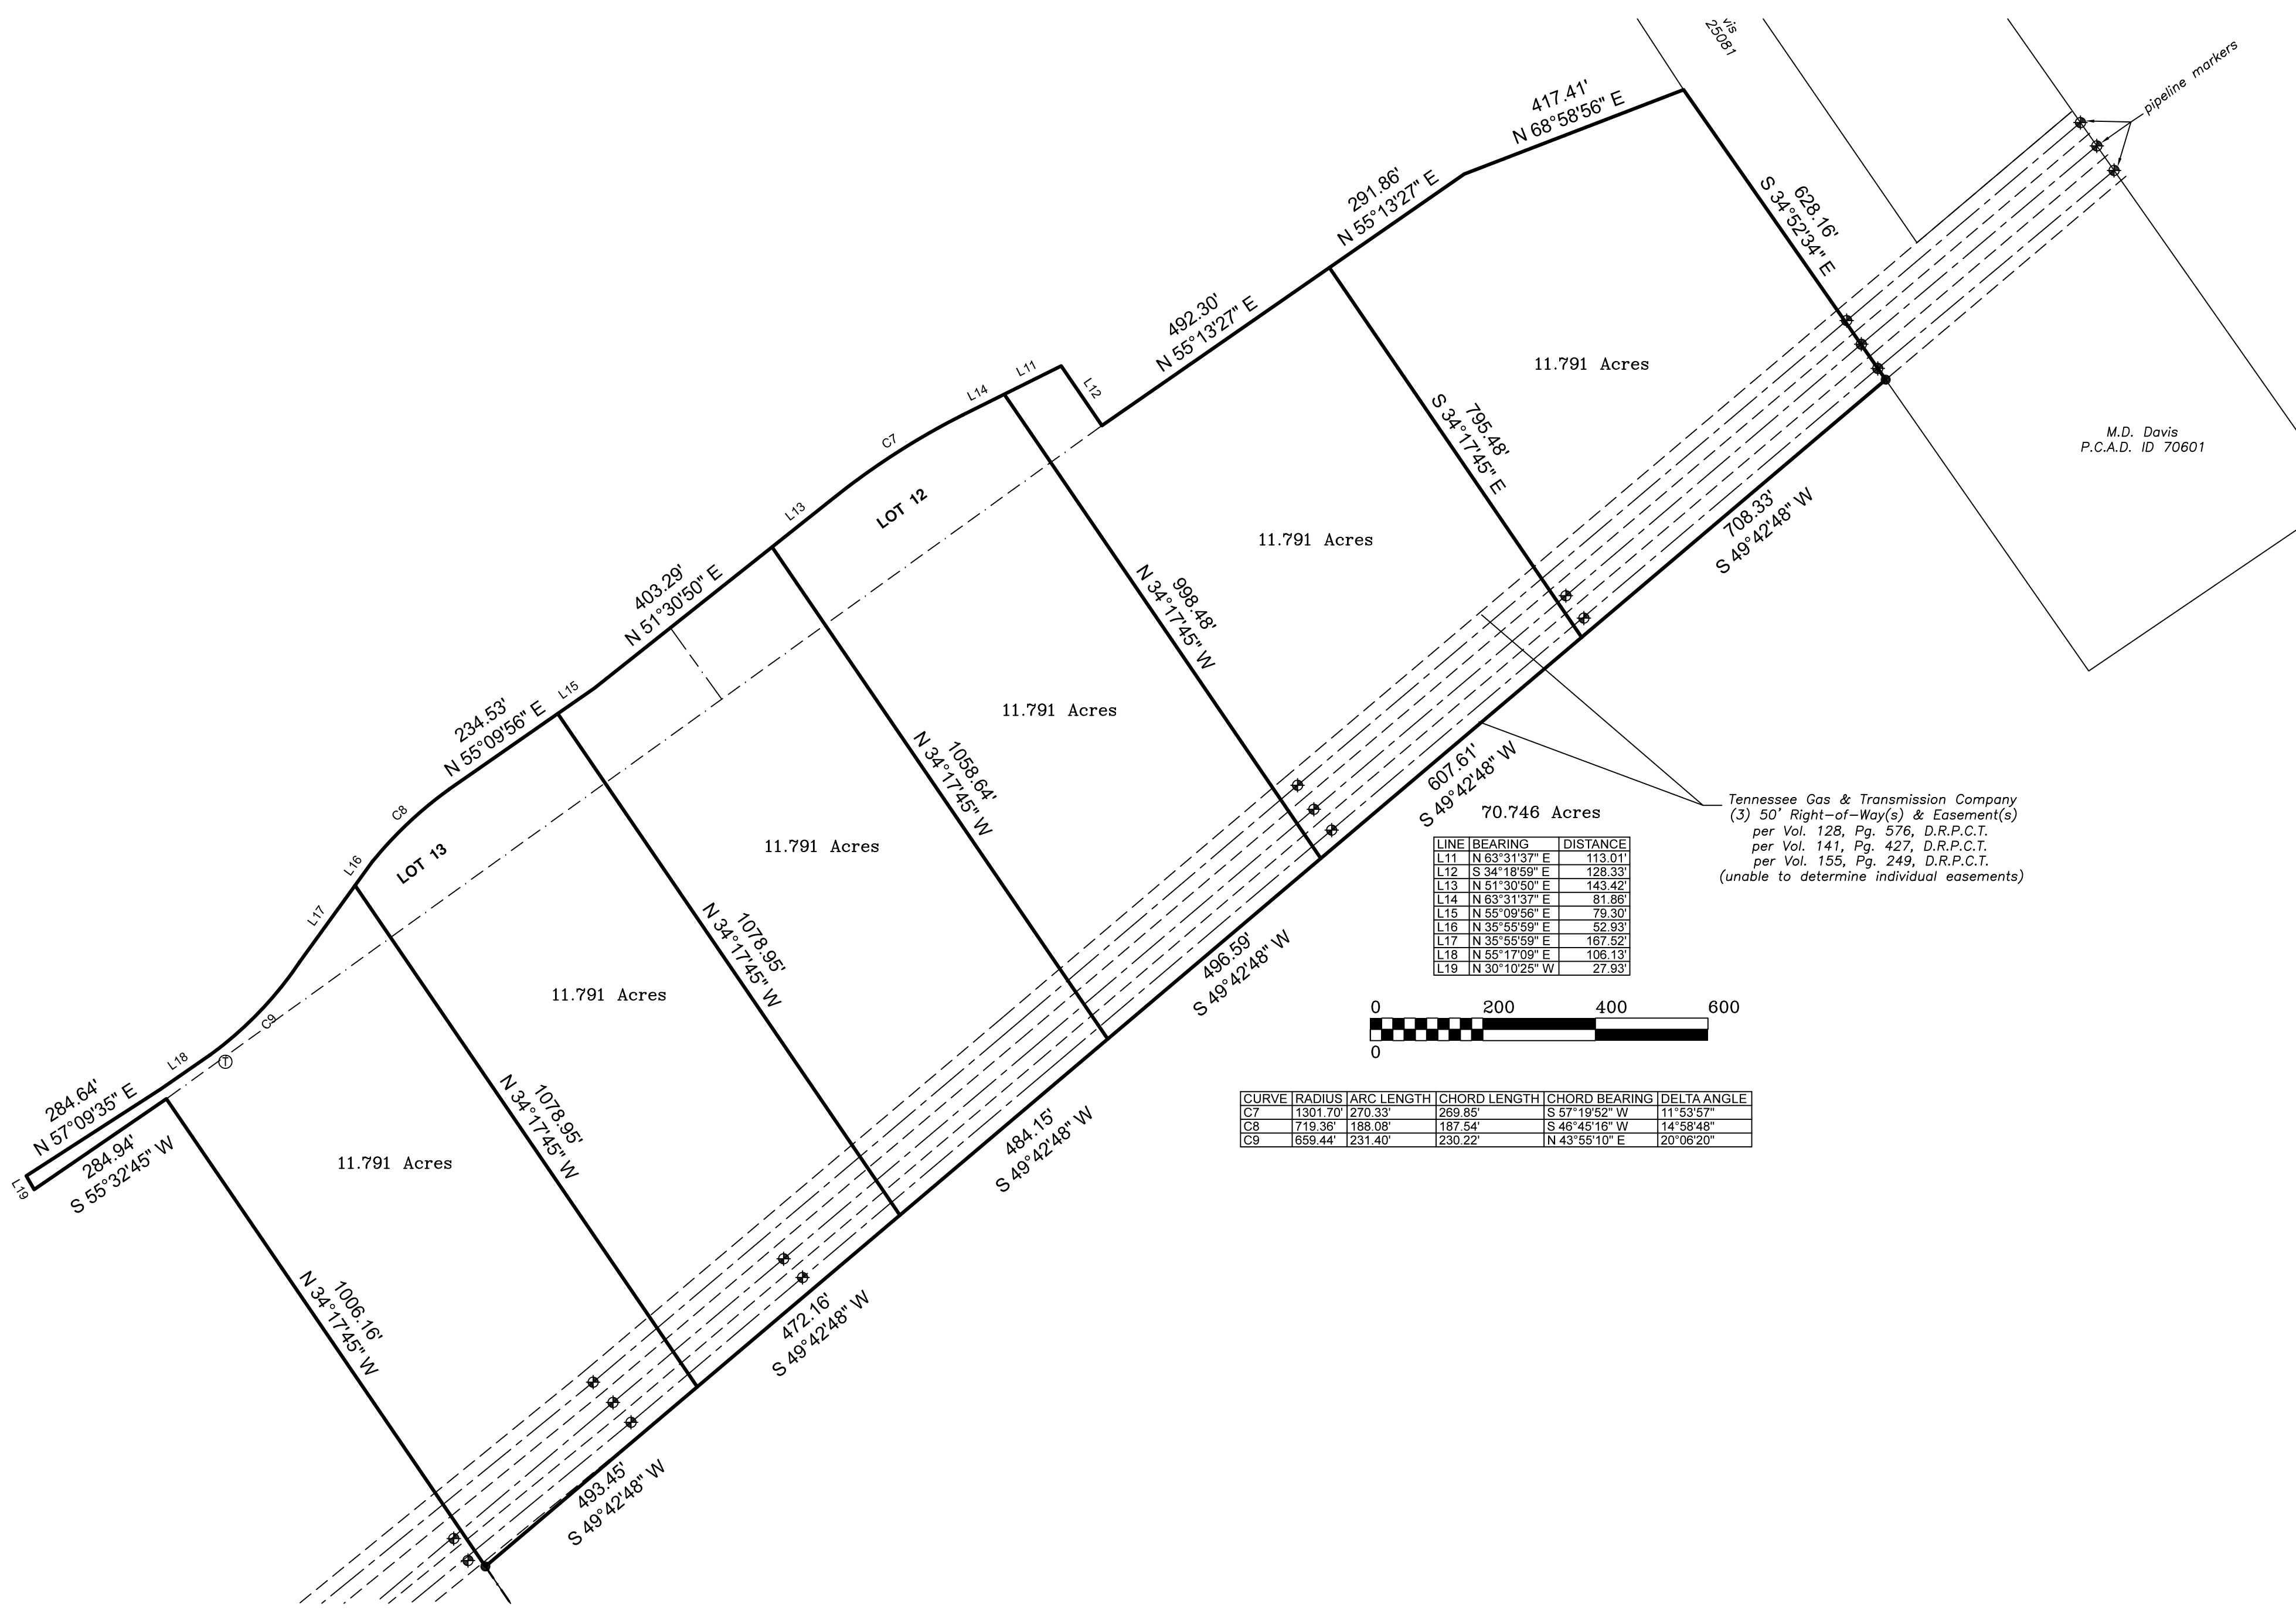 vis
25081
pipeline markers
417.41'
N 68°58'56" E
291.86'
N 55°13'27" E
628.16'
S 34°52'34" E
492.30'
N 55°13'27" E
11.791 Acres
L11
L14
L12
C7
795.48'
S 34°17'45" E
M.D. Davis
P.C.A.D. ID 70601
LOT 12
L13
11.791 Acres
708.33'
S 49°42'48" W
403.29'
N 51°30'50" E
998.48'
N 34°17'45" W
L15
11.791 Acres
234.53'
N 55°09'56" E
1058.64'
N 34°17'45" W
607.61'
S 49°42'48" W
C8
LOT 13
L16
11.791 Acres
70.746 Acres
Tennessee Gas & Transmission Company
(3) 50' Right-of-Way(s) & Easement(s)
per Vol. 128, Pg. 576, D.R.P.C.T.
per Vol. 141, Pg. 427, D.R.P.C.T.
per Vol. 155, Pg. 249, D.R.P.C.T.
(unable to determine individual easements)
LINE BEARING DISTANCE
L11 N 63°31'37" E 113.01'
L12 S 34°18'59" E 128.33'
L13 N 51°30'50" E 143.42'
L14 N 63°31'37" E 81.86'
L15 N 55°09'56" E 79.30'
L16 N 35°55'59" E 52.93'
L17 N 35°55'59" E 167.52'
L18 N 55°17'09" E 106.13'
L19 N 30°10'25" W 27.93'
L17
1078.95'
N 34°17'45" W
496.59'
S 49°42'48" W
11.791 Acres
C9
0 200 400 600
0
L18
T
284.64'
N 57°09'35" E
284.94'
S 55°32'45" W
L19
1078.95'
N 34°17'45" W
484.15'
S 49°42'48" W
CURVE RADIUS ARC LENGTH CHORD LENGTH CHORD BEARING DELTA ANGLE
C7 1301.70' 270.33' 269.85' S 57°19'52" W 11°53'57"
C8 719.36' 188.08' 187.54' S 46°45'16" W 14°58'48"
C9 659.44' 231.40' 230.22' N 43°55'10" E 20°06'20"
11.791 Acres
1006.16'
N 34°17'45" W
472.16'
S 49°42'48" W
493.45'
S 49°42'48" W